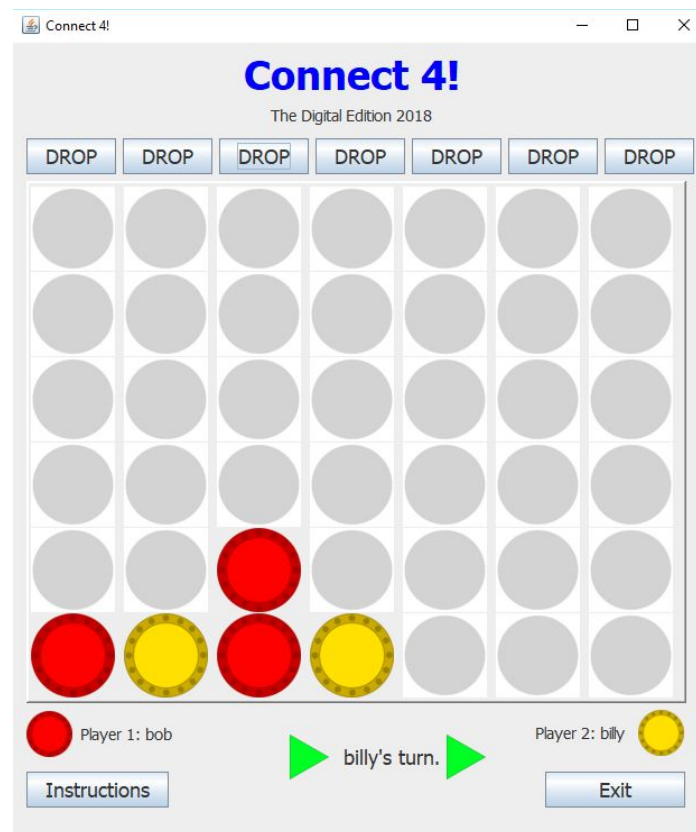 Connect 4!
Connect 4!
The Digital Edition 2018
DROP DROP DROP DROP DROP DROP DROP
Player 1: bob
Player 2: billy
billy's turn.
Instructions
Exit